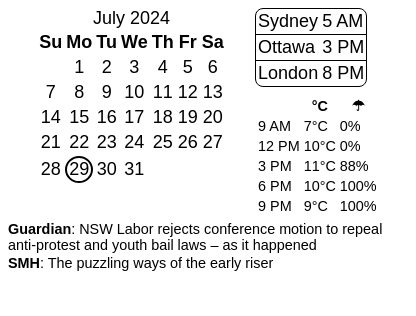 July 2024
Su Mo Tu We Th Fr Sa
1 2 3 4 5 6
7 8 9 10 11 12 13
14 15 16 17 18 19 20
21 22 23 24 25 26 27
28 29 30 31
Sydney 5 AM
Ottawa 3 PM
London 8 PM
°C ☂
9 AM 7°C 0%
12 PM 10°C 0%
3 PM 11°C 88%
6 PM 10°C 100%
9 PM 9°C 100%
Guardian: NSW Labor rejects conference motion to repeal
anti-protest and youth bail laws – as it happened
SMH: The puzzling ways of the early riser